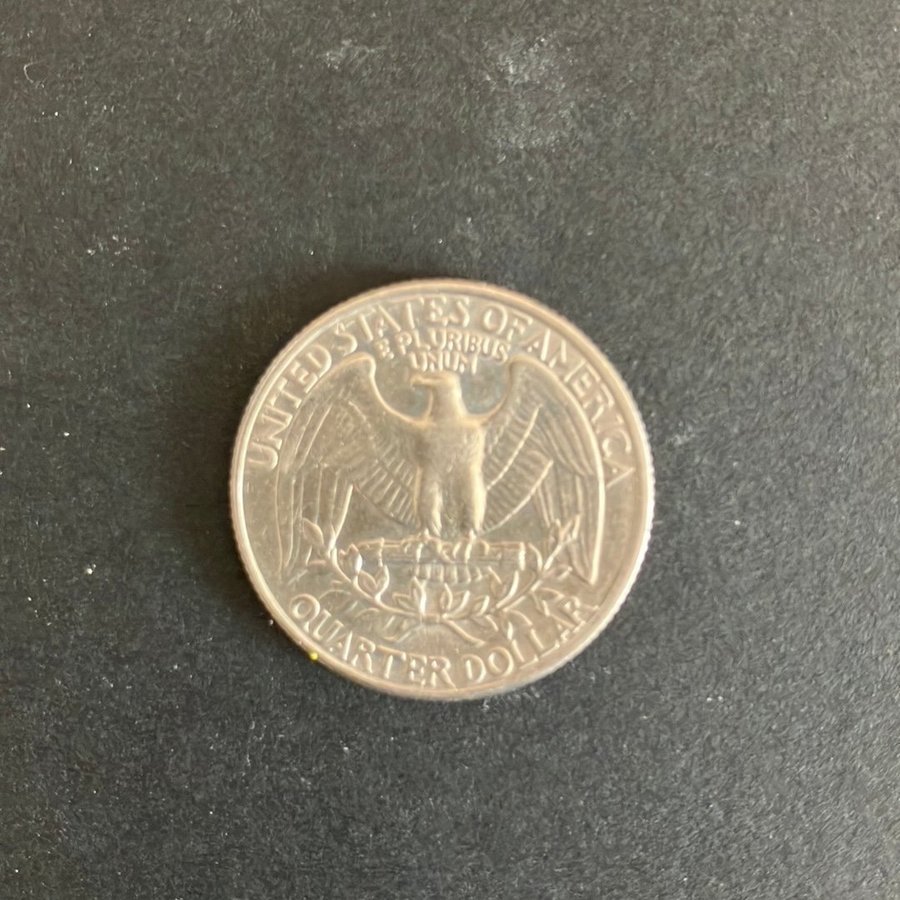 UNITED STATES OF AMERICA
E PLURIBUS
UNUM
QUARTER DOLLAR